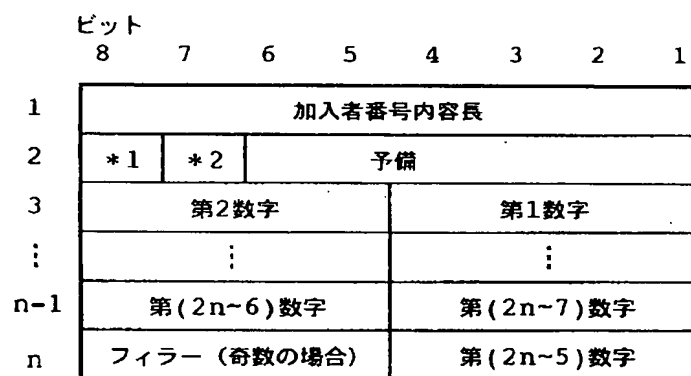 ビット
8 7 6 5 4 3 2 1
1 加入者番号内容長
2 *1 *2 予備
3 第2数字 第1数字
⋮ ⋮ ⋮
n-1 第(2n~6)数字 第(2n~7)数字
n フィラー(奇数の場合) 第(2n~5)数字